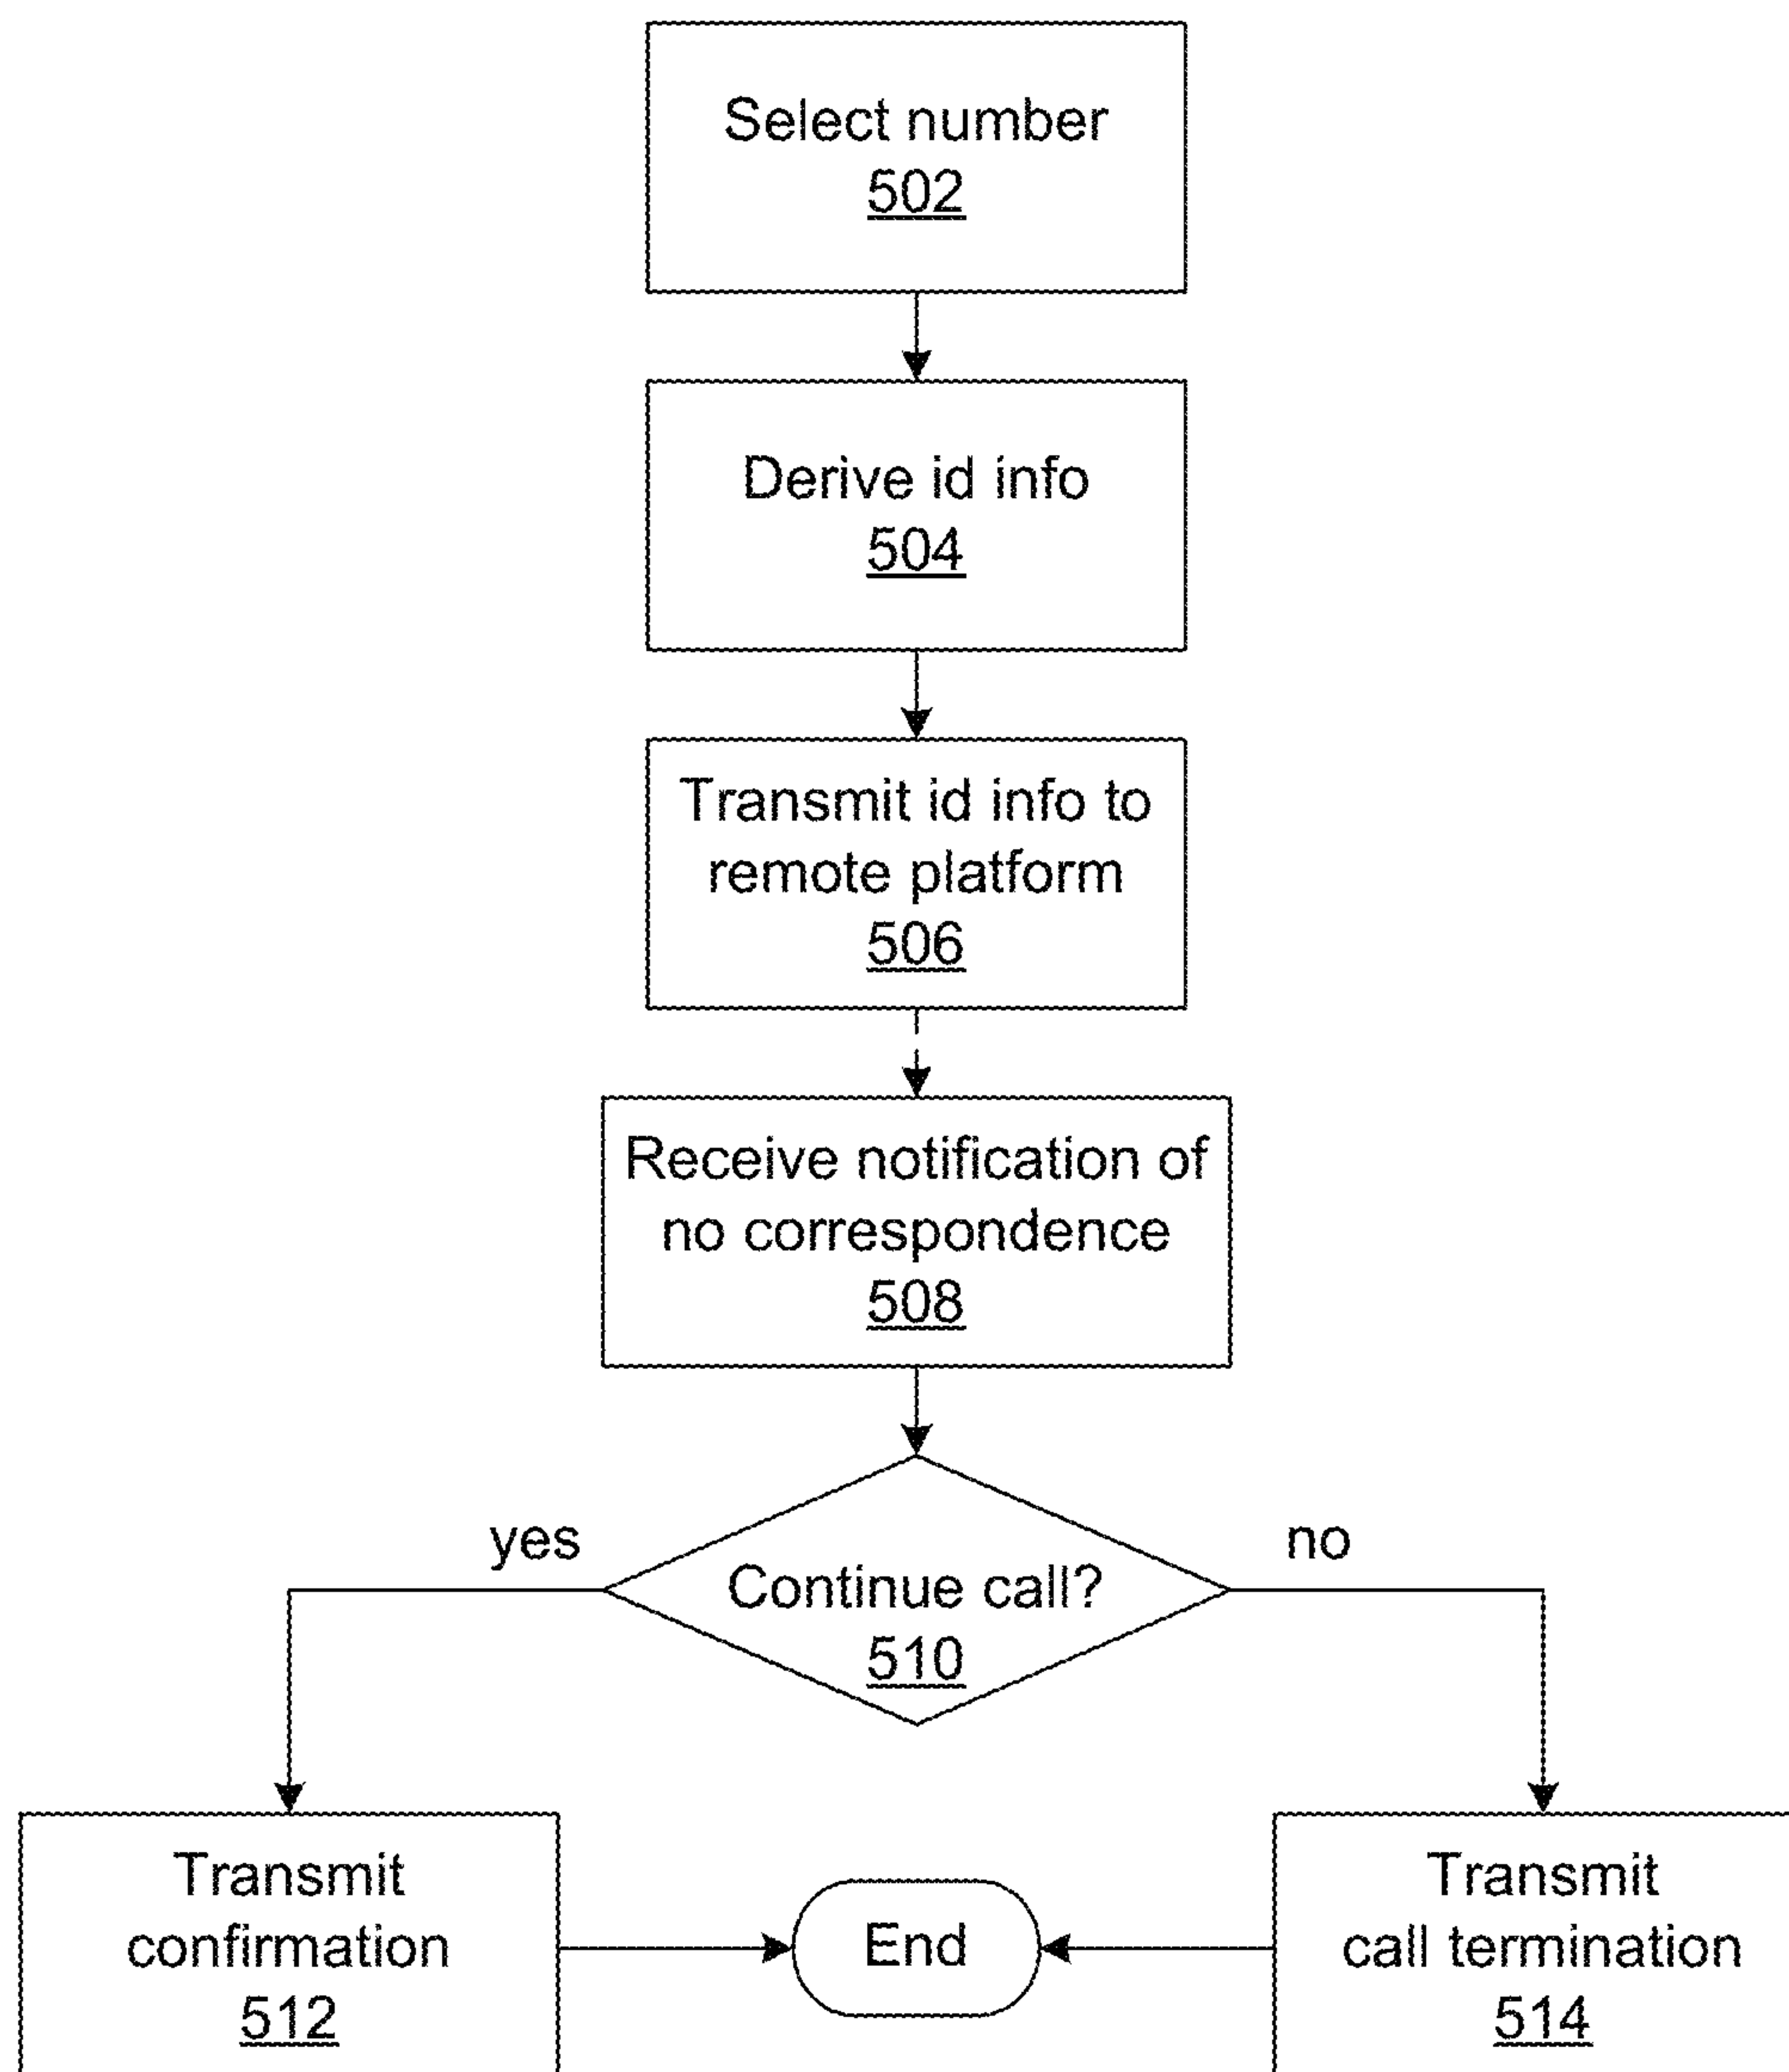 Select number
502
Derive id info
504
Transmit id info to
remote platform
506
Receive notification of
no correspondence
508
yes
no
Continue call?
510
Transmit
confirmation
512
End
Transmit
call termination
514